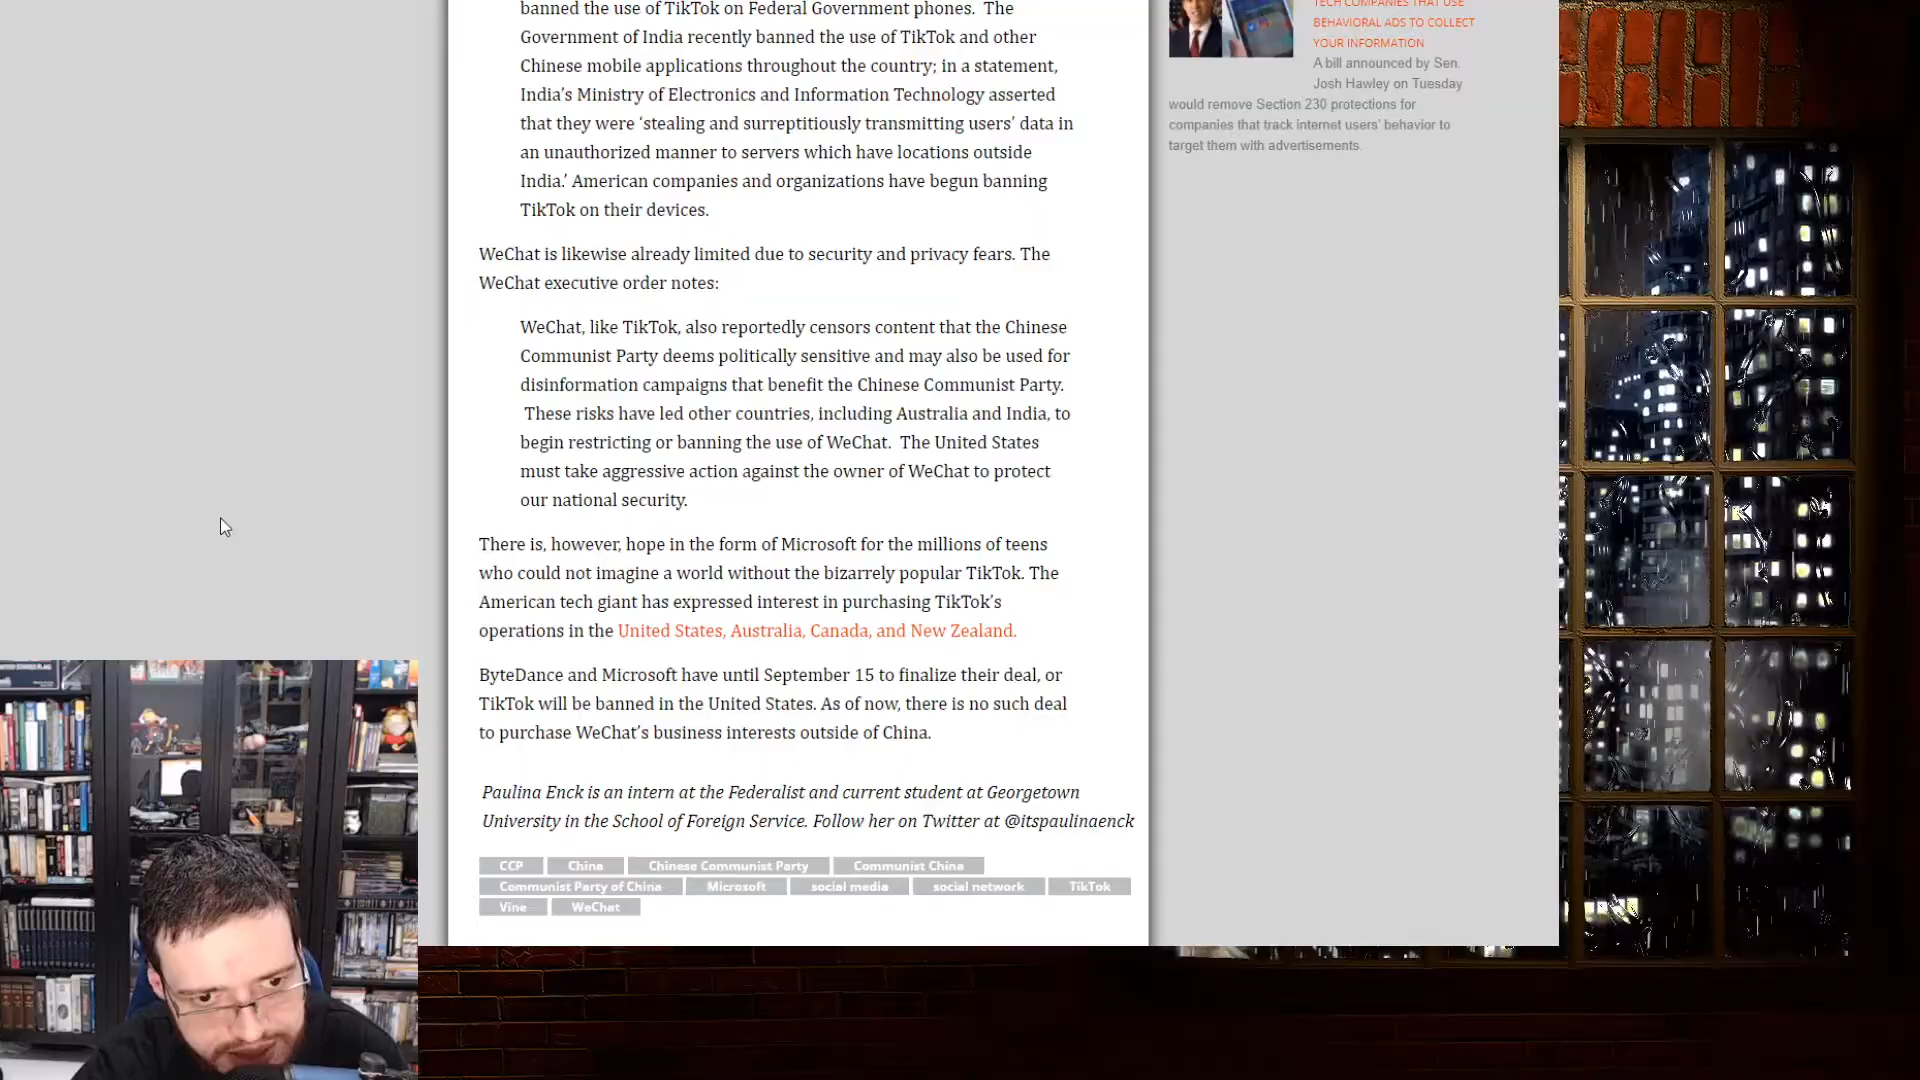 banned the use of TikTok on Federal Government phones.  The
Government of India recently banned the use of TikTok and other
Chinese mobile applications throughout the country; in a statement,
India’s Ministry of Electronics and Information Technology asserted
that they were ‘stealing and surreptitiously transmitting users’ data in
an unauthorized manner to servers which have locations outside
India.’ American companies and organizations have begun banning
TikTok on their devices.
WeChat is likewise already limited due to security and privacy fears. The
WeChat executive order notes:
WeChat, like TikTok, also reportedly censors content that the Chinese
Communist Party deems politically sensitive and may also be used for
disinformation campaigns that benefit the Chinese Communist Party.
These risks have led other countries, including Australia and India, to
begin restricting or banning the use of WeChat.  The United States
must take aggressive action against the owner of WeChat to protect
our national security.
There is, however, hope in the form of Microsoft for the millions of teens
who could not imagine a world without the bizarrely popular TikTok. The
American tech giant has expressed interest in purchasing TikTok’s
operations in the United States, Australia, Canada, and New Zealand.
ByteDance and Microsoft have until September 15 to finalize their deal, or
TikTok will be banned in the United States. As of now, there is no such deal
to purchase WeChat’s business interests outside of China.
Paulina Enck is an intern at the Federalist and current student at Georgetown
University in the School of Foreign Service. Follow her on Twitter at @itspaulinaenck
CCP China Chinese Communist Party Communist China
Communist Party of China Microsoft social media social network TikTok
Vine WeChat
TECH COMPANIES THAT USE
BEHAVIORAL ADS TO COLLECT
YOUR INFORMATION
A bill announced by Sen.
Josh Hawley on Tuesday
would remove Section 230 protections for
companies that track internet users’ behavior to
target them with advertisements.